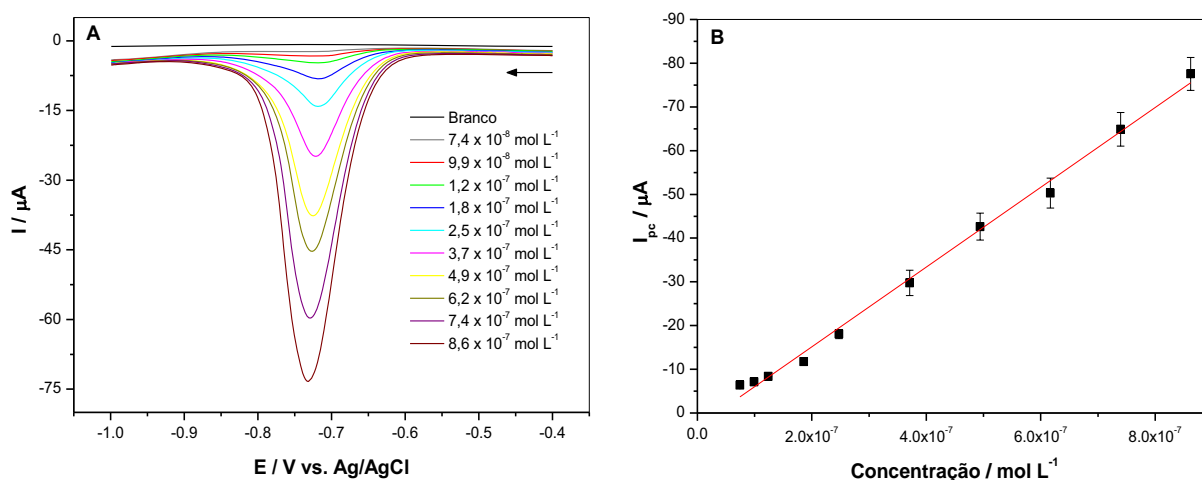 A
0
-15
-30
-45
-60
-75
I / μA
Branco
7,4 x 10⁻⁸ mol L⁻¹
9,9 x 10⁻⁸ mol L⁻¹
1,2 x 10⁻⁷ mol L⁻¹
1,8 x 10⁻⁷ mol L⁻¹
2,5 x 10⁻⁷ mol L⁻¹
3,7 x 10⁻⁷ mol L⁻¹
4,9 x 10⁻⁷ mol L⁻¹
6,2 x 10⁻⁷ mol L⁻¹
7,4 x 10⁻⁷ mol L⁻¹
8,6 x 10⁻⁷ mol L⁻¹
-1.0 -0.9 -0.8 -0.7 -0.6 -0.5 -0.4
E / V vs. Ag/AgCl
B
-90
-80
-70
-60
-50
-40
-30
-20
-10
0
Ipc / μA
0.0 2.0x10⁻⁷ 4.0x10⁻⁷ 6.0x10⁻⁷ 8.0x10⁻⁷
Concentração / mol L⁻¹